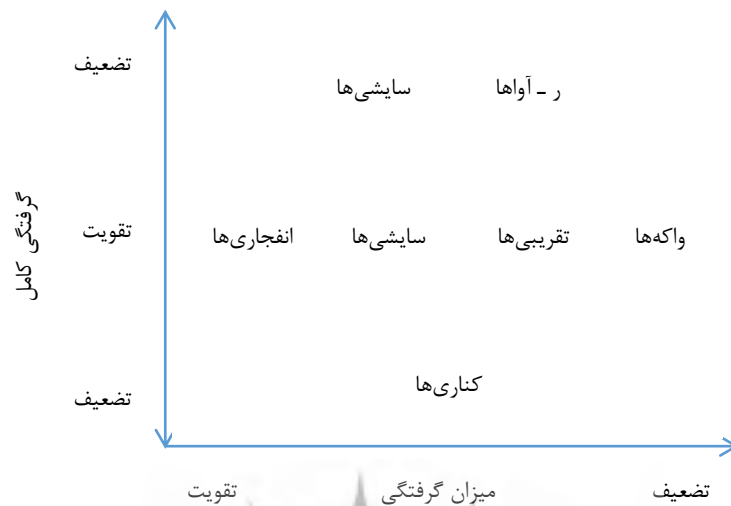 تضعیف
سایشی‌ها ر ـ آواها
گرفتگی کامل
تقویت
انفجاری‌ها سایشی‌ها تقریبی‌ها واکه‌ها
کناری‌ها
تضعیف
تقویت میزان گرفتگی تضعیف